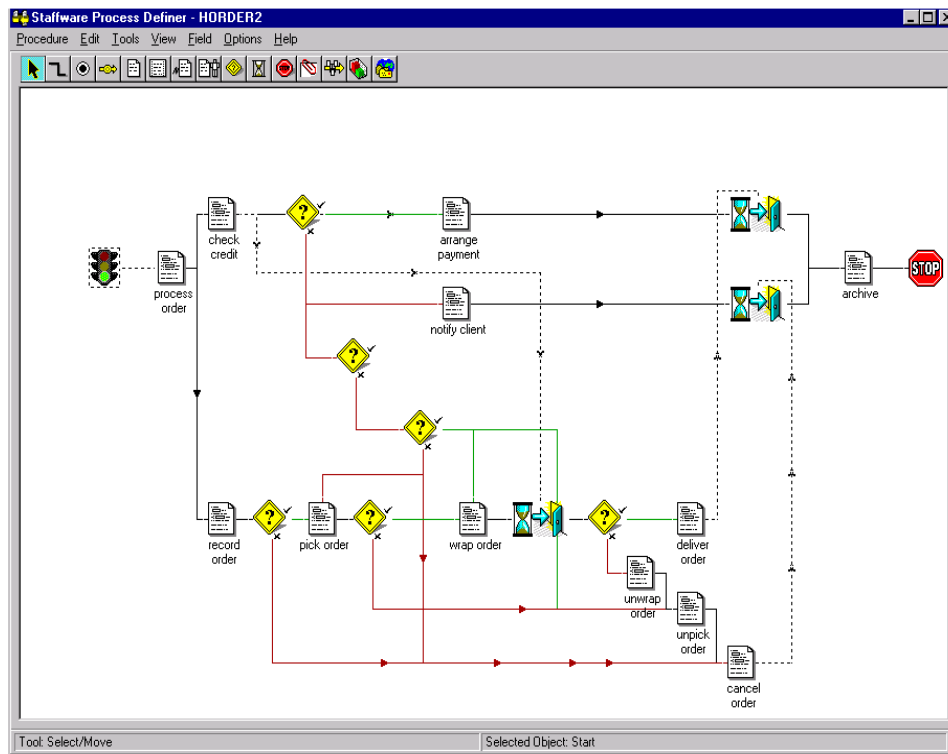 Staffware Process Definer - HORDER2
Procedure Edit Tools View Field Options Help
check
credit
arrange
payment
process
order
archive
STOP
notify client
record
order
pick order
wrap order
deliver
order
unwrap
order
unpick
order
cancel
order
Tool: Select/Move
Selected Object: Start